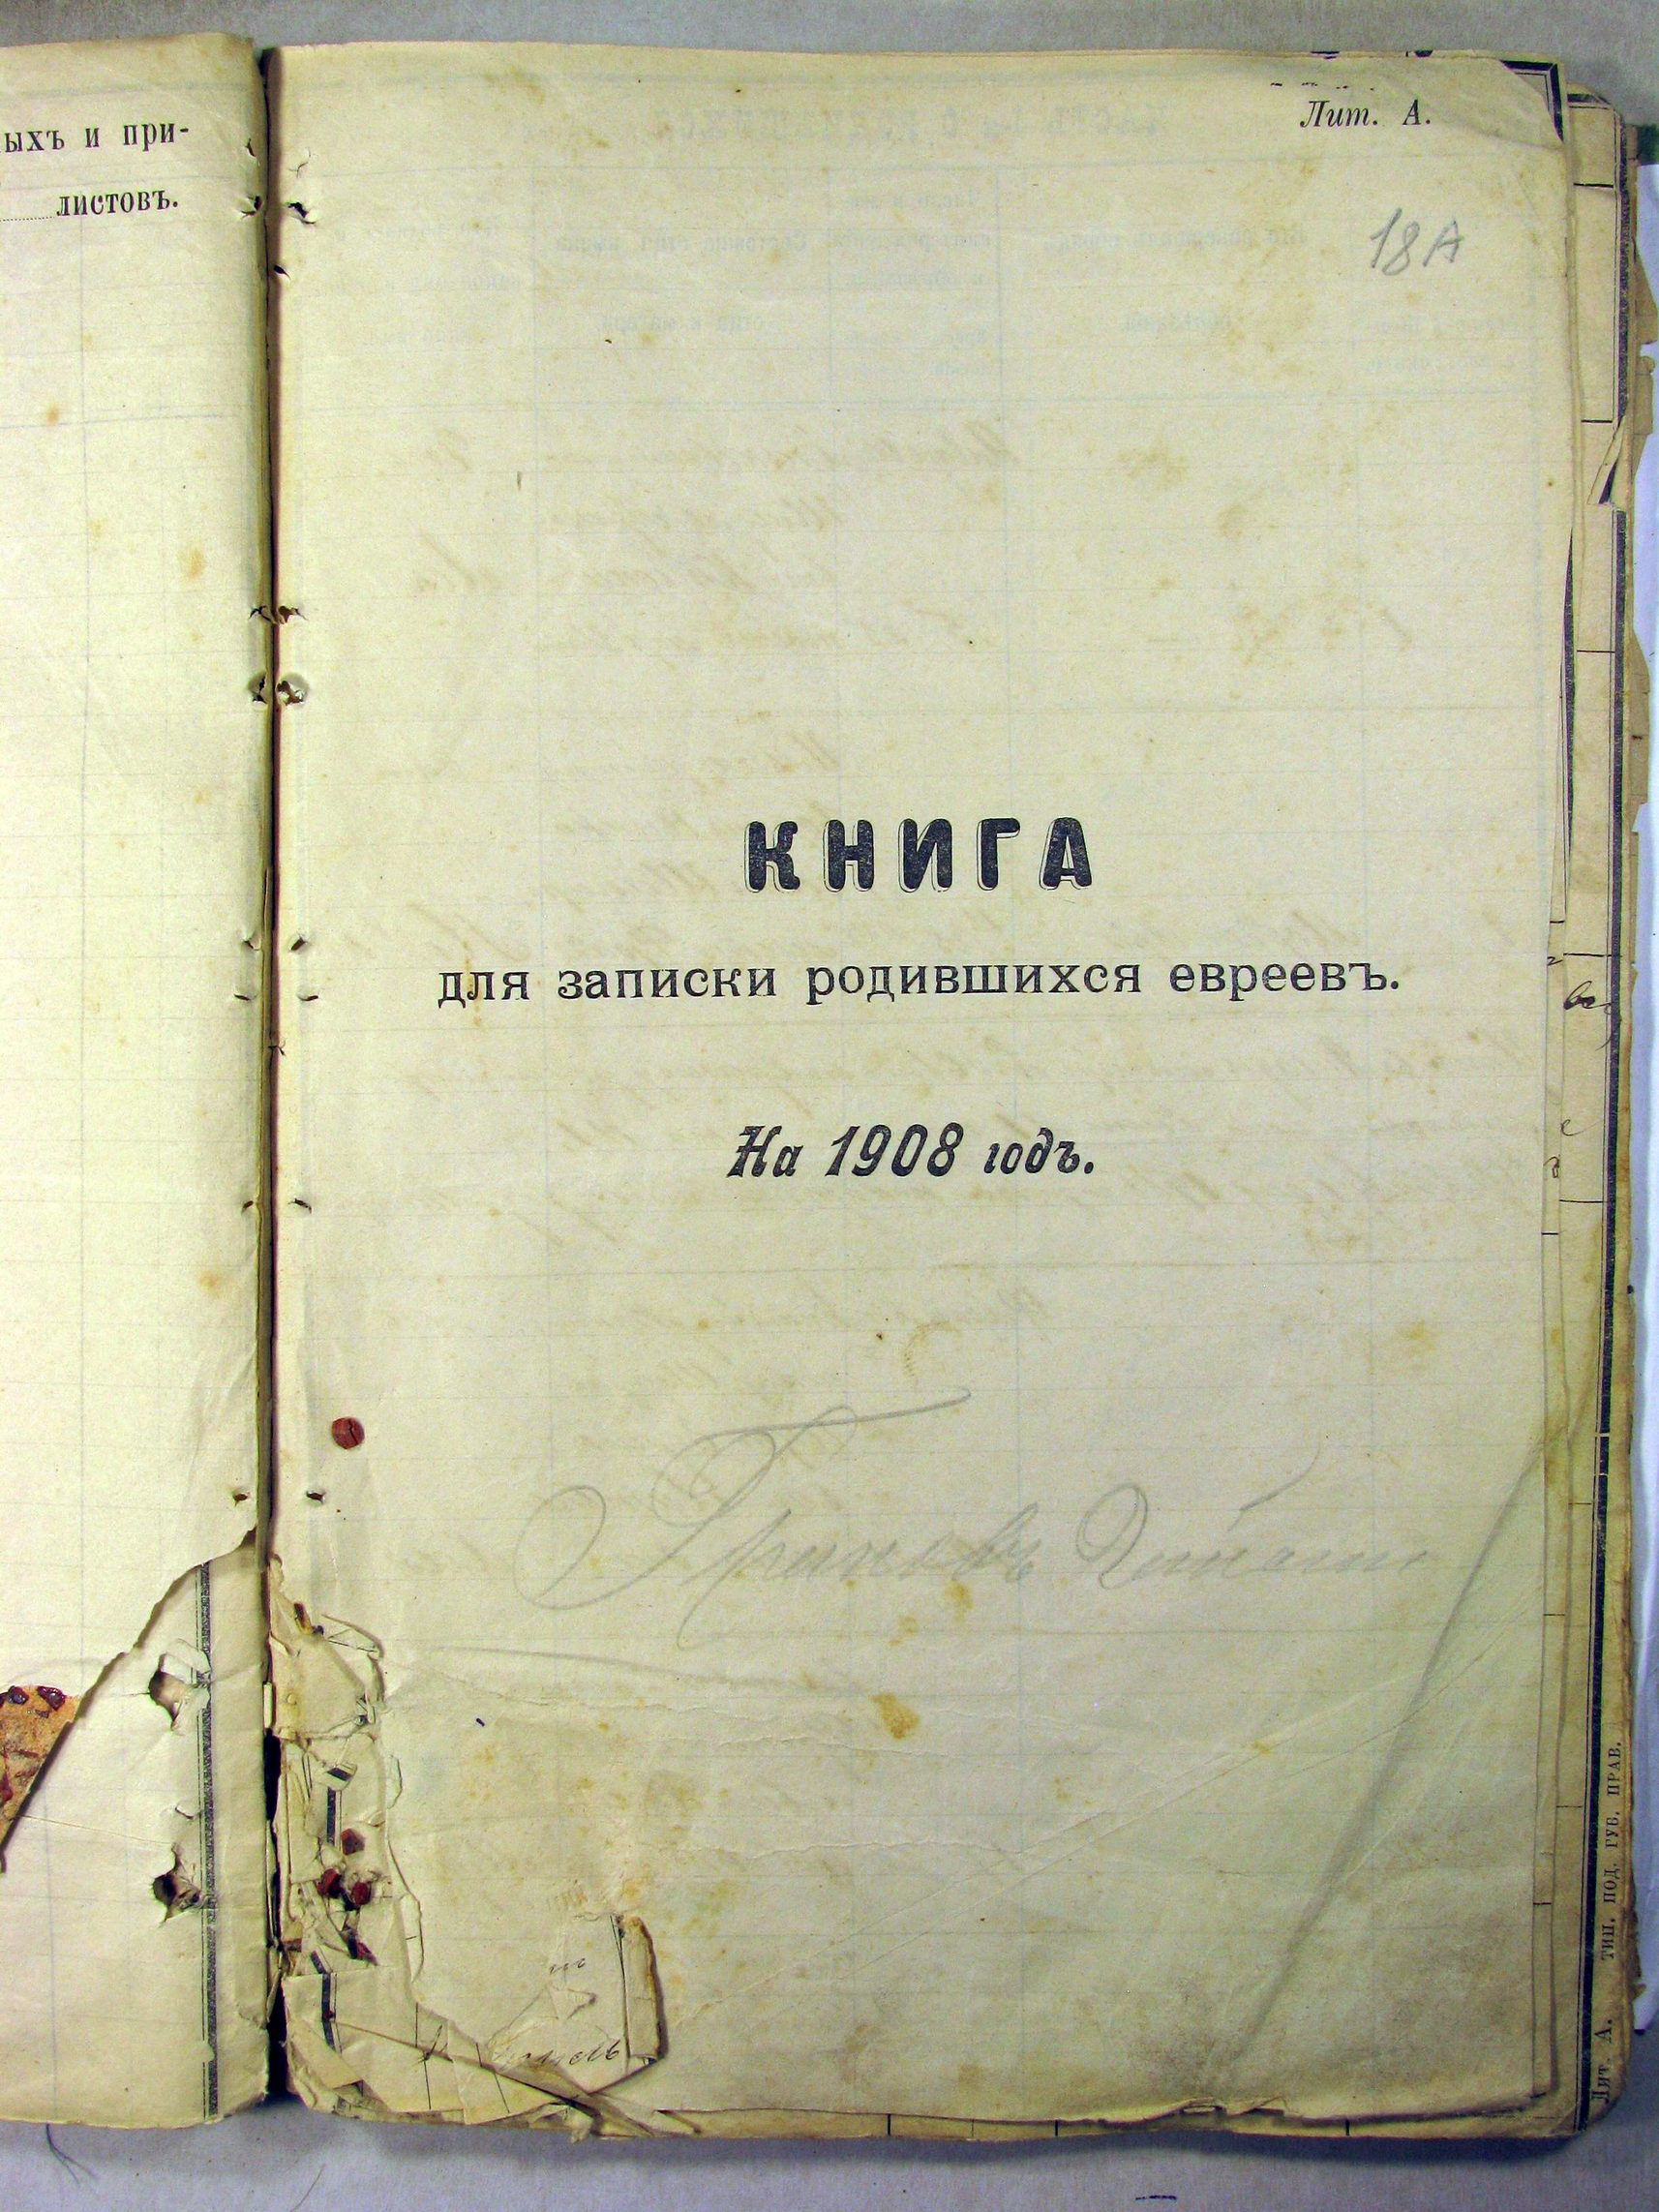 ыхъ и при-
листовъ.
Лит. А.
18А
КНИГА
для записки родившихся евреевъ.
На 1908 годъ.
Лит. А. ТИП. ПОД. ГУБ. ПРАВ.